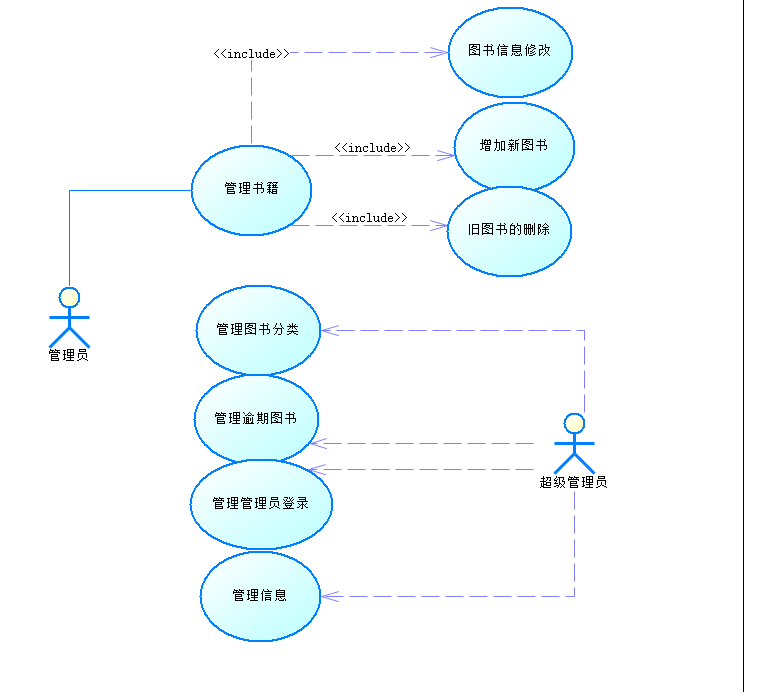 图书信息修改
<<include>>
增加新图书
<<include>>
管理书籍
<<include>>
旧图书的删除
管理图书分类
管理员
管理逾期图书
超级管理员
管理管理员登录
管理信息